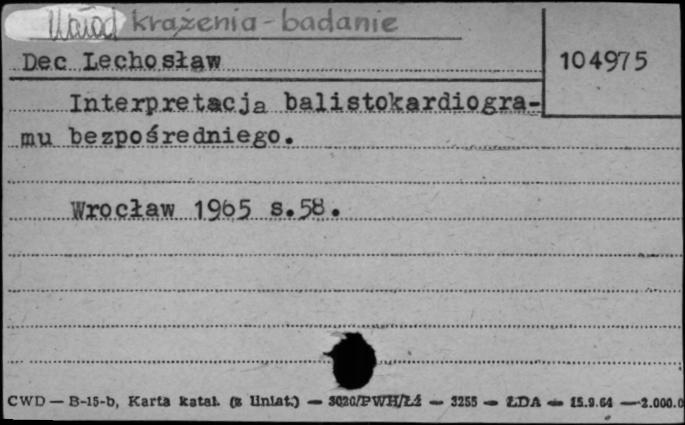 Układ krążenia - badanie
Dec Lechosław
104975
Interpretacja balistokardiogra-
mu bezpośredniego.
Wrocław 1965 s.58.
CWD — B-15-b, Karta katal. (z liniat.) — 3020/PWH/Łź — 3255 — ŁDA — 15.9.64 — 2.000.0